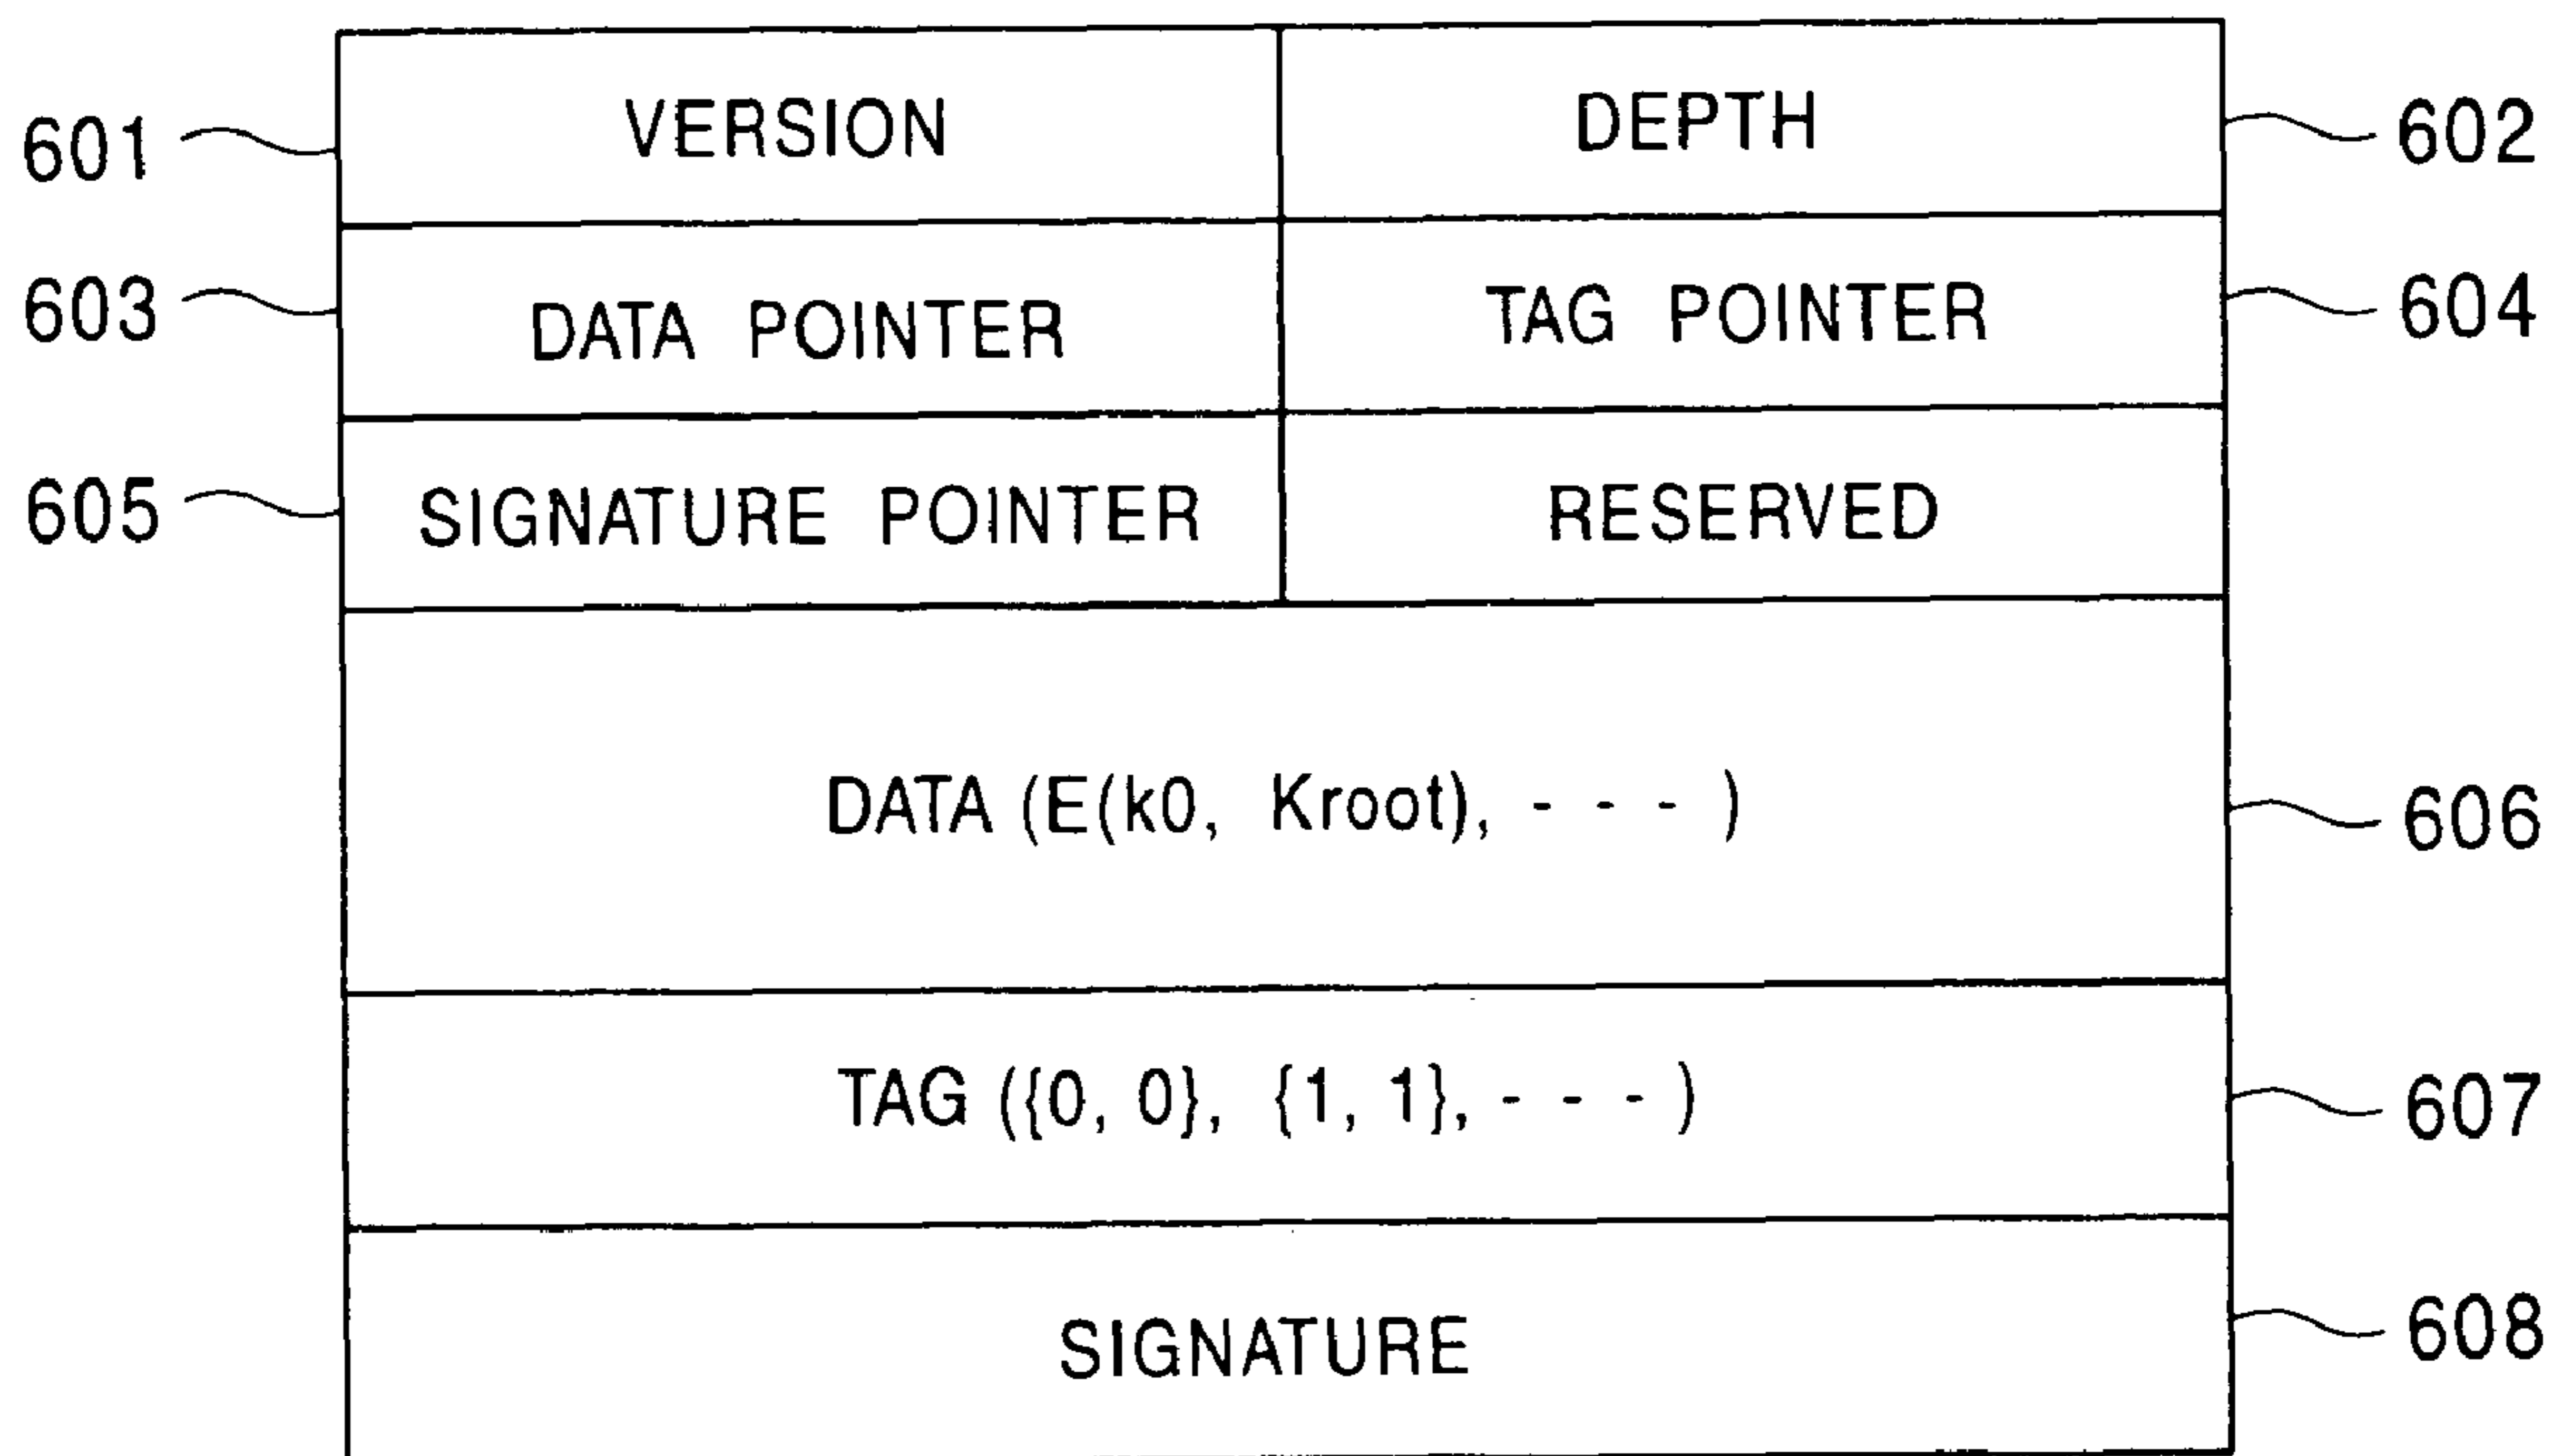 601 VERSION DEPTH 602
603 DATA POINTER TAG POINTER 604
605 SIGNATURE POINTER RESERVED
DATA (E(k0, Kroot), - - - ) 606
TAG ({0, 0}, {1, 1}, - - - ) 607
SIGNATURE 608